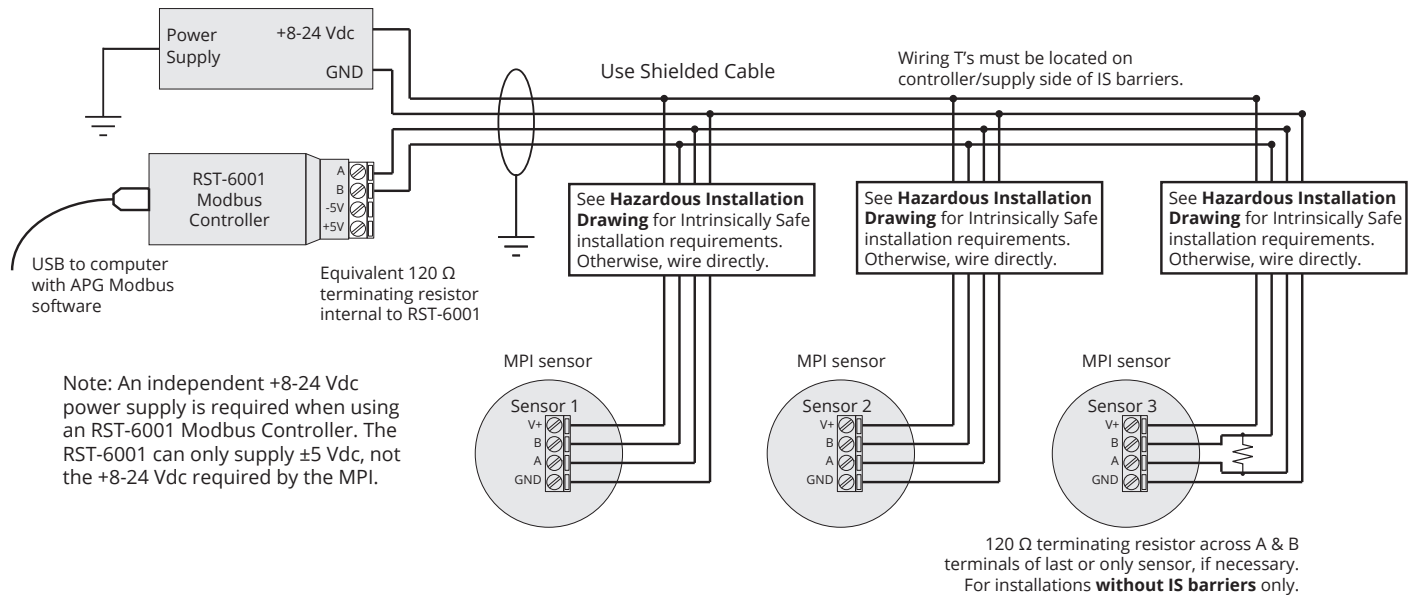 Power
Supply
+8-24 Vdc
GND
Use Shielded Cable
Wiring T's must be located on
controller/supply side of IS barriers.
RST-6001
Modbus
Controller
A
B
-5V
+5V
USB to computer
with APG Modbus
software
Equivalent 120 Ω
terminating resistor
internal to RST-6001
See Hazardous Installation
Drawing for Intrinsically Safe
installation requirements.
Otherwise, wire directly.
See Hazardous Installation
Drawing for Intrinsically Safe
installation requirements.
Otherwise, wire directly.
See Hazardous Installation
Drawing for Intrinsically Safe
installation requirements.
Otherwise, wire directly.
Note: An independent +8-24 Vdc
power supply is required when using
an RST-6001 Modbus Controller. The
RST-6001 can only supply ±5 Vdc, not
the +8-24 Vdc required by the MPI.
MPI sensor
Sensor 1
V+
B
A
GND
MPI sensor
Sensor 2
V+
B
A
GND
MPI sensor
Sensor 3
V+
B
A
GND
120 Ω terminating resistor across A & B
terminals of last or only sensor, if necessary.
For installations without IS barriers only.